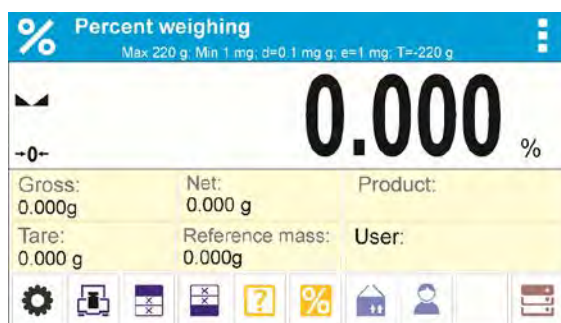 % Percent weighing
Max 220 g; Min 1 mg; d=0.1 mg g; e=1 mg; T=-220 g
0.000 %
→0←
Gross: Net: Product:
0.000g 0.000 g
Tare: Reference mass: User:
0.000 g 0.000g
? %